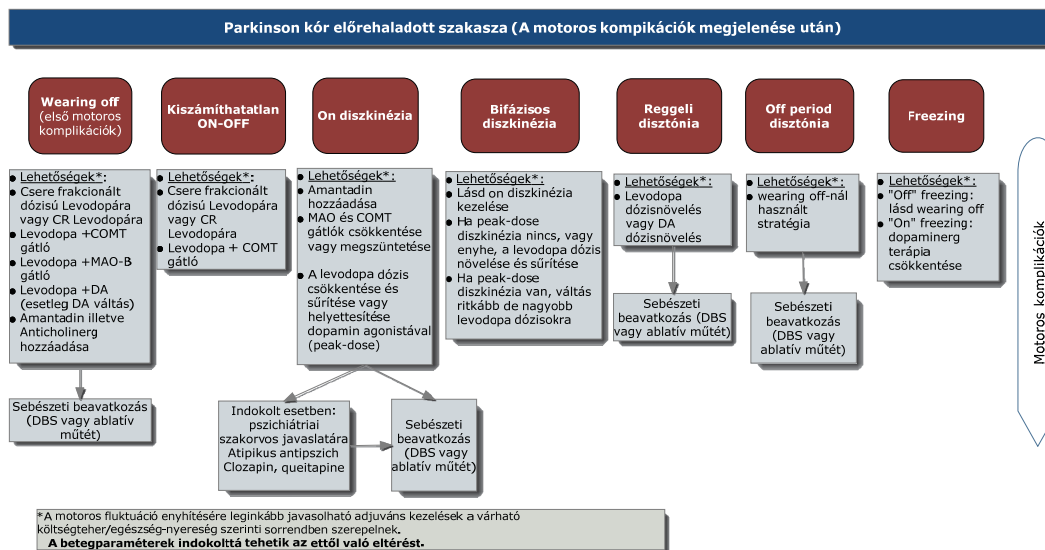 Parkinson kór előrehaladott szakasza (A motoros kompikációk megjelenése után)
Wearing off
(első motoros
komplikációk)
Kiszámíthatatlan
ON-OFF
On diszkinézia
Bifázisos
diszkinézia
Reggeli
disztónia
Off period
disztónia
Freezing
Lehetőségek*:
● Csere frakcionált
dózisú Levodopára
vagy CR Levodopára
● Levodopa +COMT
gátló
● Levodopa +MAO-B
gátló
● Levodopa +DA
(esetleg DA váltás)
● Amantadin illetve
Anticholinerg
hozzáadása
Sebészeti beavatkozás
(DBS vagy ablatív
műtét)
Lehetőségek*:
● Csere frakcionált
dózisú Levodopára
vagy CR
Levodopára
● Levodopa + COMT
gátló
Lehetőségek*:
● Amantadin
hozzáadása
● MAO és COMT
gátlók csökkentése
vagy megszüntetése
● A levodopa dózis
csökkentése és
sűrítése vagy
helyettesítése
dopamin agonistával
(peak-dose)
Indokolt esetben:
pszichiátriai
szakorvos javaslatára
Atipikus antipszich
Clozapin, queitapine
Sebészeti
beavatkozás
(DBS vagy
ablatív műtét)
Lehetőségek*:
● Lásd on diszkinézia
kezelése
● Ha peak-dose
diszkinézia nincs, vagy
enyhe, a levodopa dózis
növelése és sűrítése
● Ha peak-dose
diszkinézia van, váltás
ritkább de nagyobb
levodopa dózisokra
Lehetőségek*:
● Levodopa
dózisnövelés
vagy DA
dózisnövelés
Sebészeti
beavatkozás (DBS
vagy ablatív műtét)
Lehetőségek*:
● wearing off-nál
használt
stratégia
Sebészeti
beavatkozás
(DBS vagy
ablatív műtét)
Lehetőségek*:
● "Off" freezing:
lásd wearing off
● "On" freezing:
dopaminerg
terápia
csökkentése
Motoros komplikációk
*A motoros fluktuáció enyhítésére leginkább javasolható adjuváns kezelések a várható
költségteher/egészség-nyereség szerinti sorrendben szerepelnek.
A betegparaméterek indokolttá tehetik az ettől való eltérést.